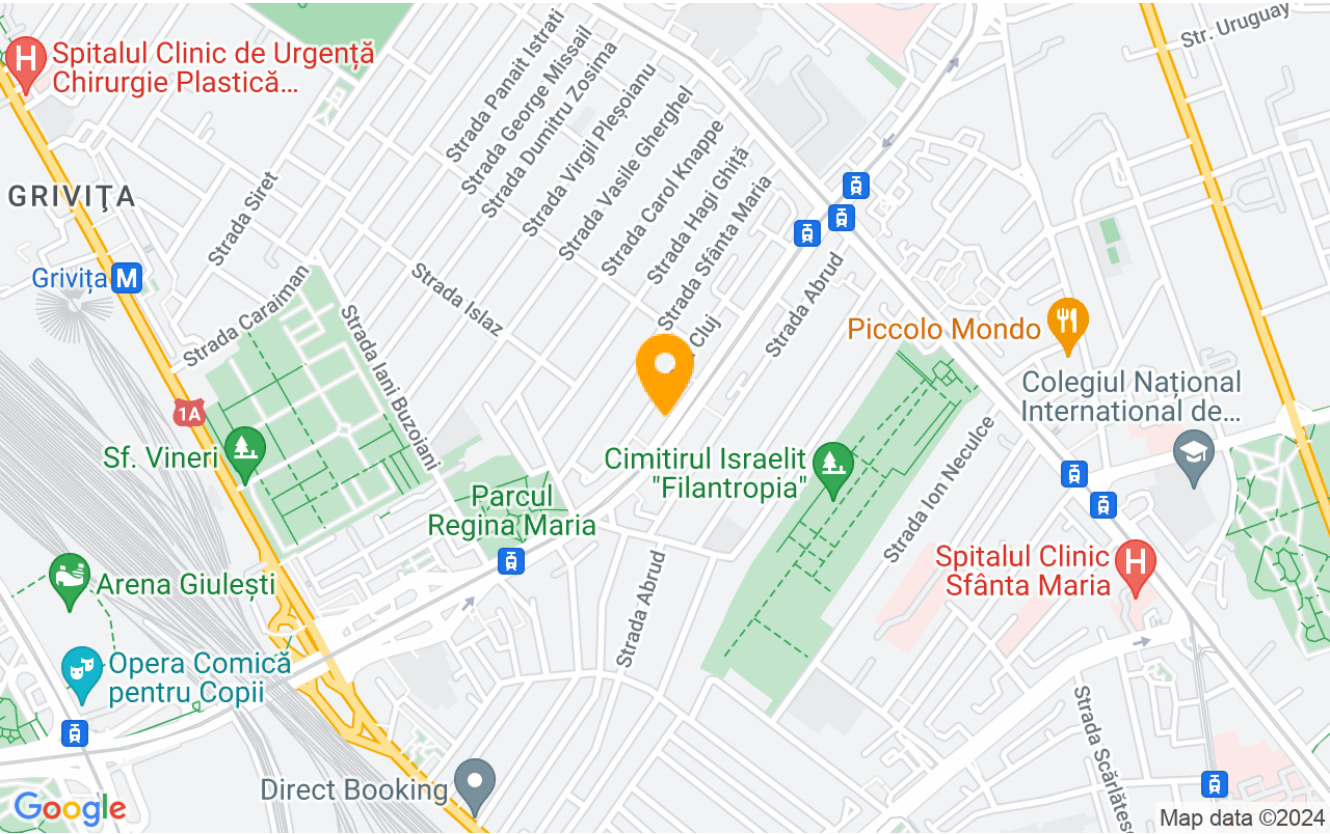 Str. Uruguay
Spitalul Clinic de Urgență
Chirurgie Plastică...
Strada Panait Istrati
Strada George Missail
Strada Dumitru Zosima
Strada Virgil Pleșoianu
Strada Vasile Gherghel
Strada Carol Knappe
Strada Hagi Ghiță
Strada Sfânta Maria
GRIVIȚA
Strada Siret
Grivița
M
Strada Caraiman
Strada Islaz
Strada Iani Buzoiani
Cluj
Strada Abrud
Piccolo Mondo
Colegiul Național
International de...
1A
Sf. Vineri
Cimitirul Israelit
"Filantropia"
Strada Ion Neculce
Parcul
Regina Maria
Spitalul Clinic
Sfânta Maria
Arena Giulești
Strada Abrud
Opera Comică
pentru Copii
Strada Scărlătes
Direct Booking
Google
Map data ©2024
H
H